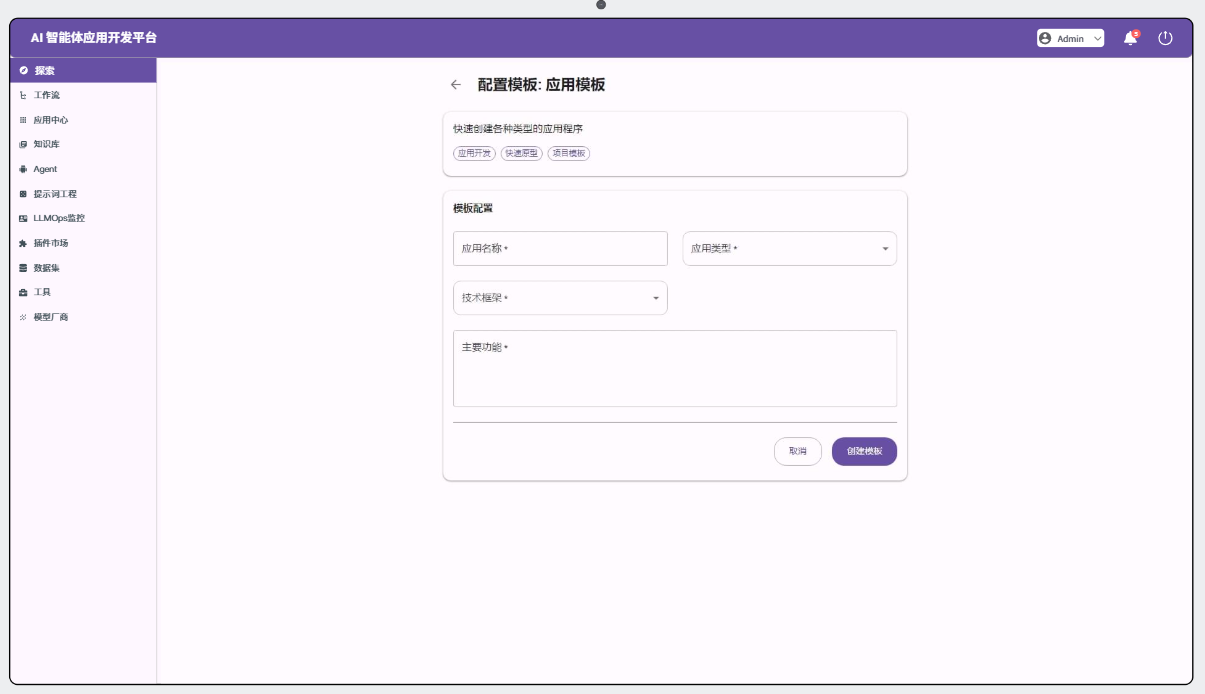 AI 智能体应用开发平台
Admin
5
探索
工作流
应用中心
知识库
Agent
提示词工程
LLMOps监控
插件市场
数据集
工具
模型厂商
配置模板: 应用模板
快速创建各种类型的应用程序
应用开发 快速原型 项目模板
模板配置
应用名称 * 应用类型 *
技术框架 *
主要功能 *
取消 创建模板